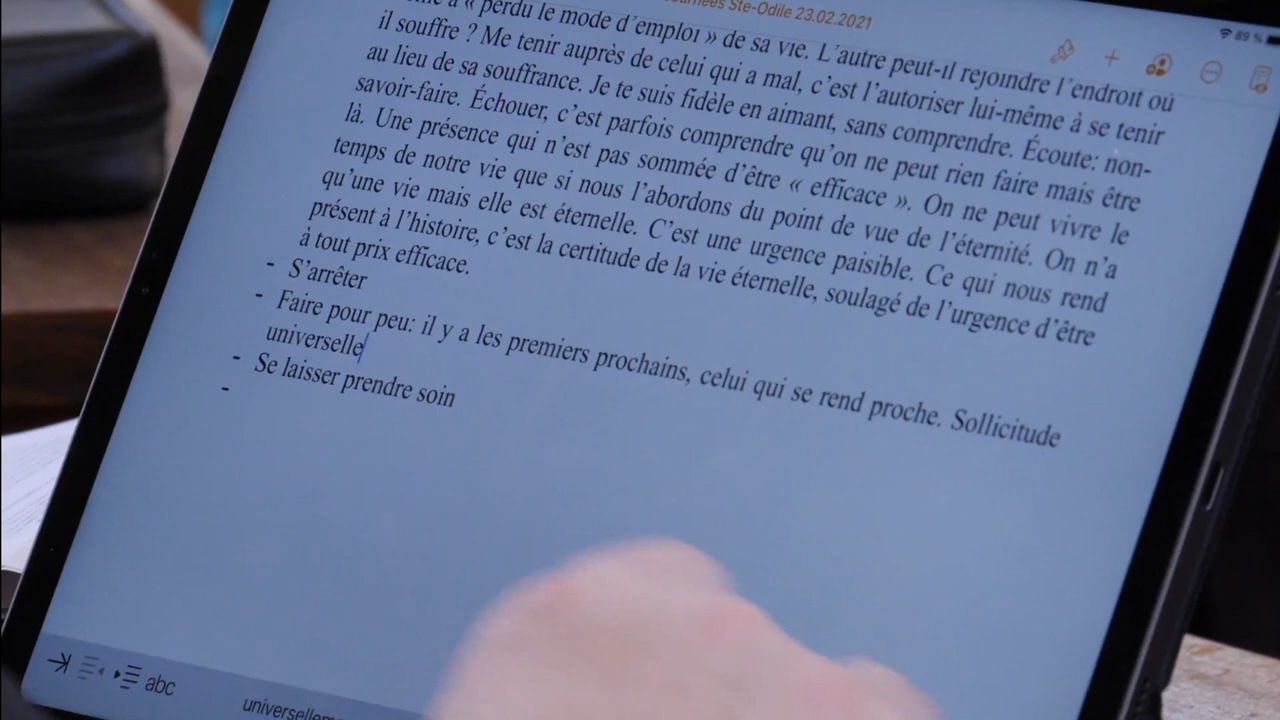 Ste-Odile 23.02.2021
89 %
« perdu le mode d’emploi » de sa vie. L’autre peut-il rejoindre l’endroit où
il souffre ? Me tenir auprès de celui qui a mal, c’est l’autoriser lui-même à se tenir
au lieu de sa souffrance. Je te suis fidèle en aimant, sans comprendre. Écoute: non-
savoir-faire. Échouer, c’est parfois comprendre qu’on ne peut rien faire mais être
là. Une présence qui n’est pas sommée d’être « efficace ». On ne peut vivre le
temps de notre vie que si nous l’abordons du point de vue de l’éternité. On n’a
qu’une vie mais elle est éternelle. C’est une urgence paisible. Ce qui nous rend
présent à l’histoire, c’est la certitude de la vie éternelle, soulagé de l’urgence d’être
à tout prix efficace.
- S’arrêter
- Faire pour peu: il y a les premiers prochains, celui qui se rend proche. Sollicitude
universelle
- Se laisser prendre soin
-
abc